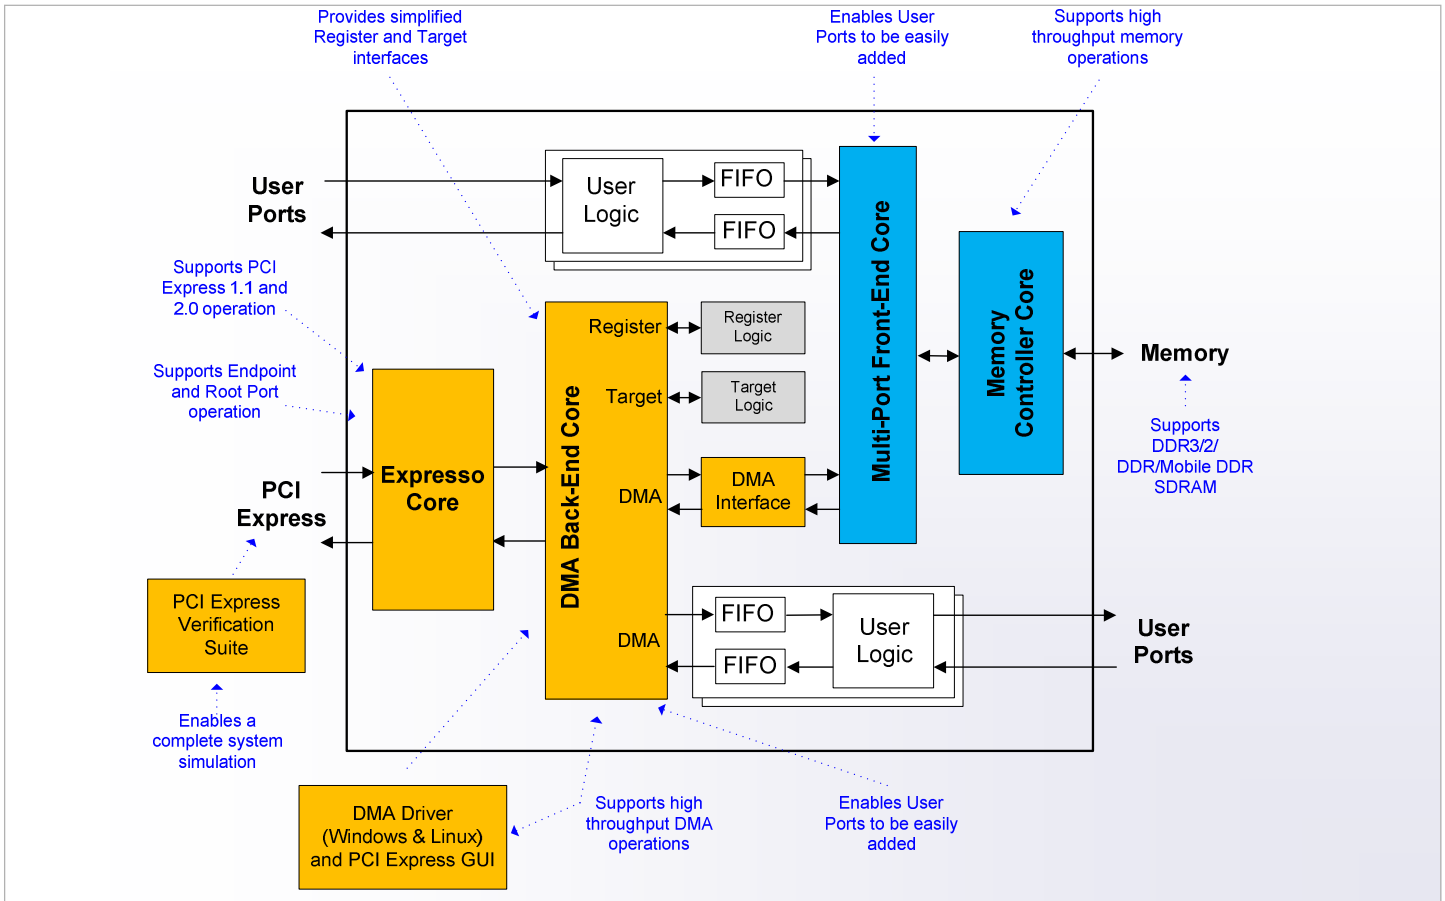 Provides simplified
Register and Target
interfaces
Enables User
Ports to be easily
added
Supports high
throughput memory
operations
User
Ports
User
Logic
FIFO
FIFO
Multi-Port Front-End Core
Memory
Controller Core
Supports PCI
Express 1.1 and
2.0 operation
Supports Endpoint
and Root Port
operation
Register
Register
Logic
Target
Target
Logic
DMA Back-End Core
Expresso
Core
DMA
DMA
Interface
Memory
Supports
DDR3/2/
DDR/Mobile DDR
SDRAM
PCI
Express
PCI Express
Verification
Suite
DMA
FIFO
FIFO
User
Logic
User
Ports
Enables a
complete system
simulation
DMA Driver
(Windows & Linux)
and PCI Express GUI
Supports high
throughput DMA
operations
Enables User
Ports to be easily
added